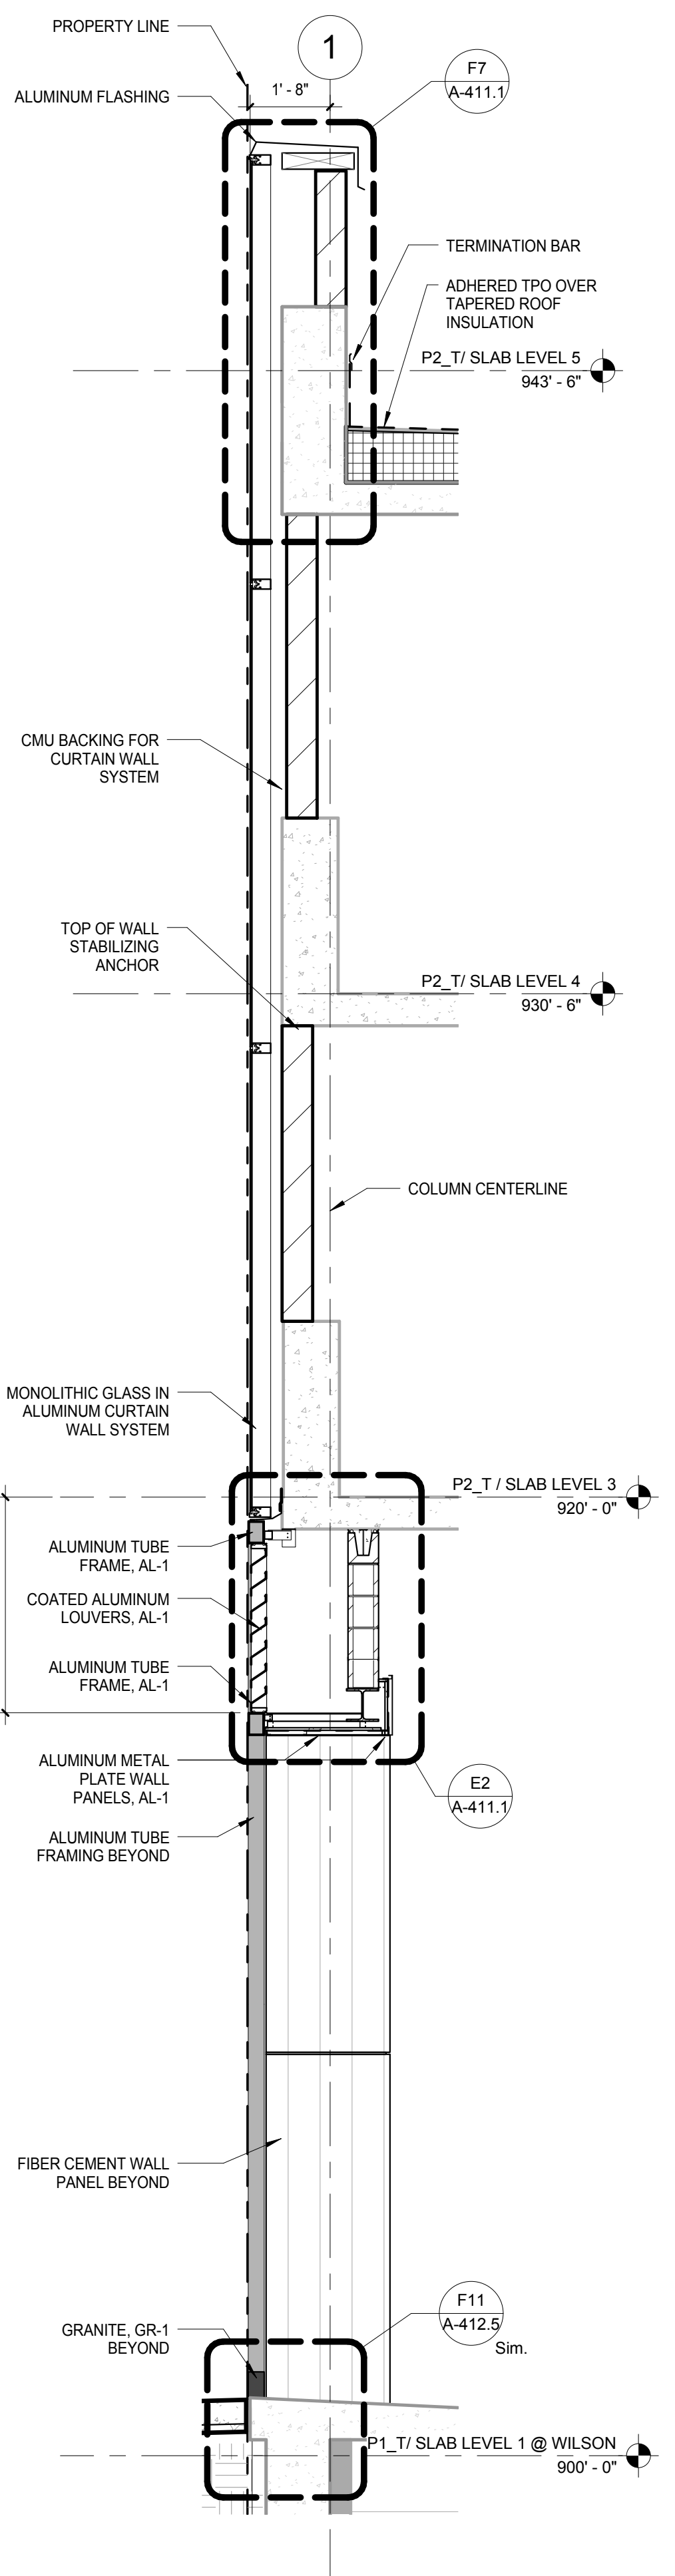 PROPERTY LINE
1
F7
A-411.1
1' - 8"
ALUMINUM FLASHING
TERMINATION BAR
ADHERED TPO OVER
TAPERED ROOF
INSULATION
P2_T/ SLAB LEVEL 5
943' - 6"
CMU BACKING FOR
CURTAIN WALL
SYSTEM
TOP OF WALL
STABILIZING
ANCHOR
P2_T/ SLAB LEVEL 4
930' - 6"
COLUMN CENTERLINE
MONOLITHIC GLASS IN
ALUMINUM CURTAIN
WALL SYSTEM
P2_T / SLAB LEVEL 3
920' - 0"
ALUMINUM TUBE
FRAME, AL-1
COATED ALUMINUM
LOUVERS, AL-1
ALUMINUM TUBE
FRAME, AL-1
ALUMINUM METAL
PLATE WALL
PANELS, AL-1
E2
A-411.1
ALUMINUM TUBE
FRAMING BEYOND
FIBER CEMENT WALL
PANEL BEYOND
F11
A-412.5
Sim.
GRANITE, GR-1
BEYOND
P1_T/ SLAB LEVEL 1 @ WILSON
900' - 0"